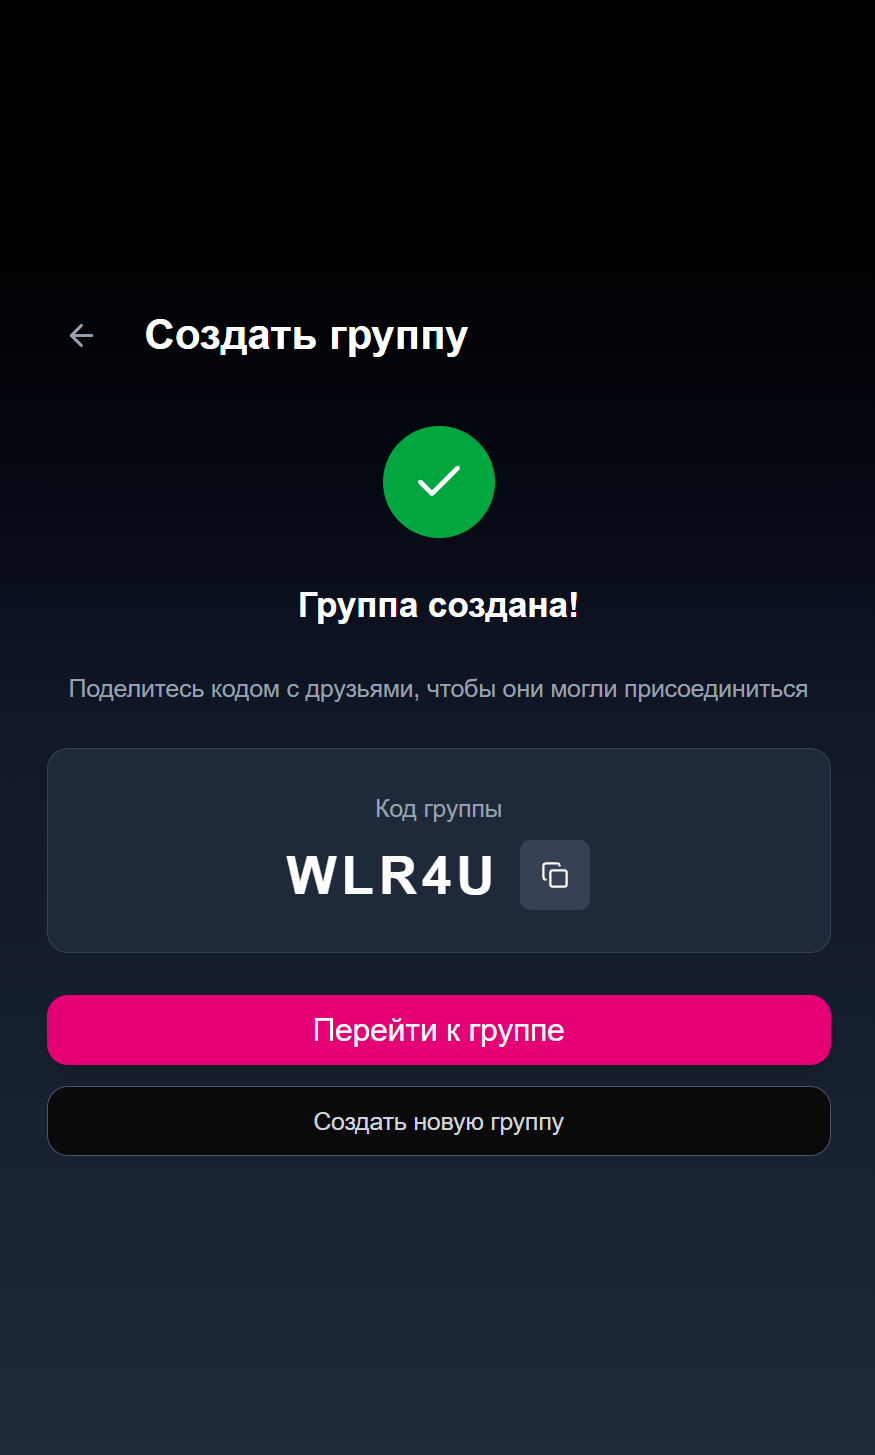 Создать группу
Группа создана!
Поделитесь кодом с друзьями, чтобы они могли присоединиться
Код группы
WLR4U
Перейти к группе
Создать новую группу